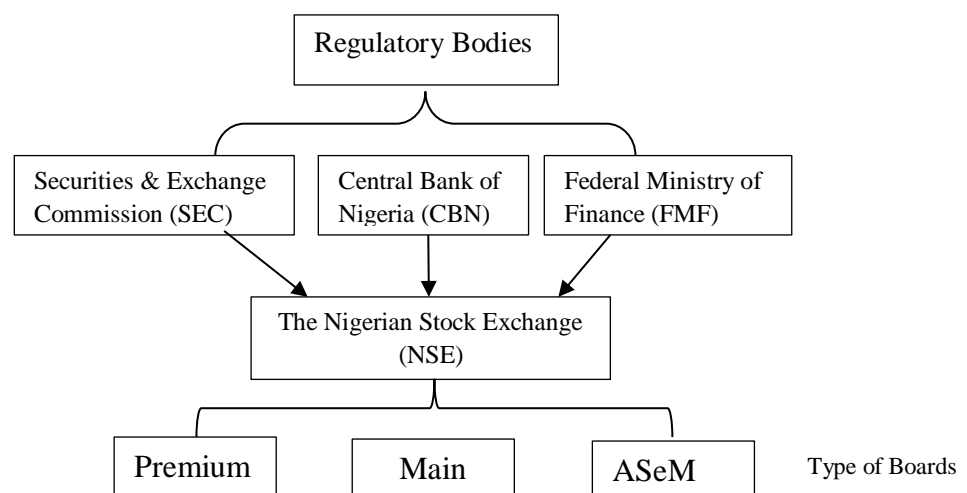 Regulatory Bodies
Securities & Exchange
Commission (SEC)
Central Bank of
Nigeria (CBN)
Federal Ministry of
Finance (FMF)
The Nigerian Stock Exchange
(NSE)
Premium
Main
ASeM
Type of Boards